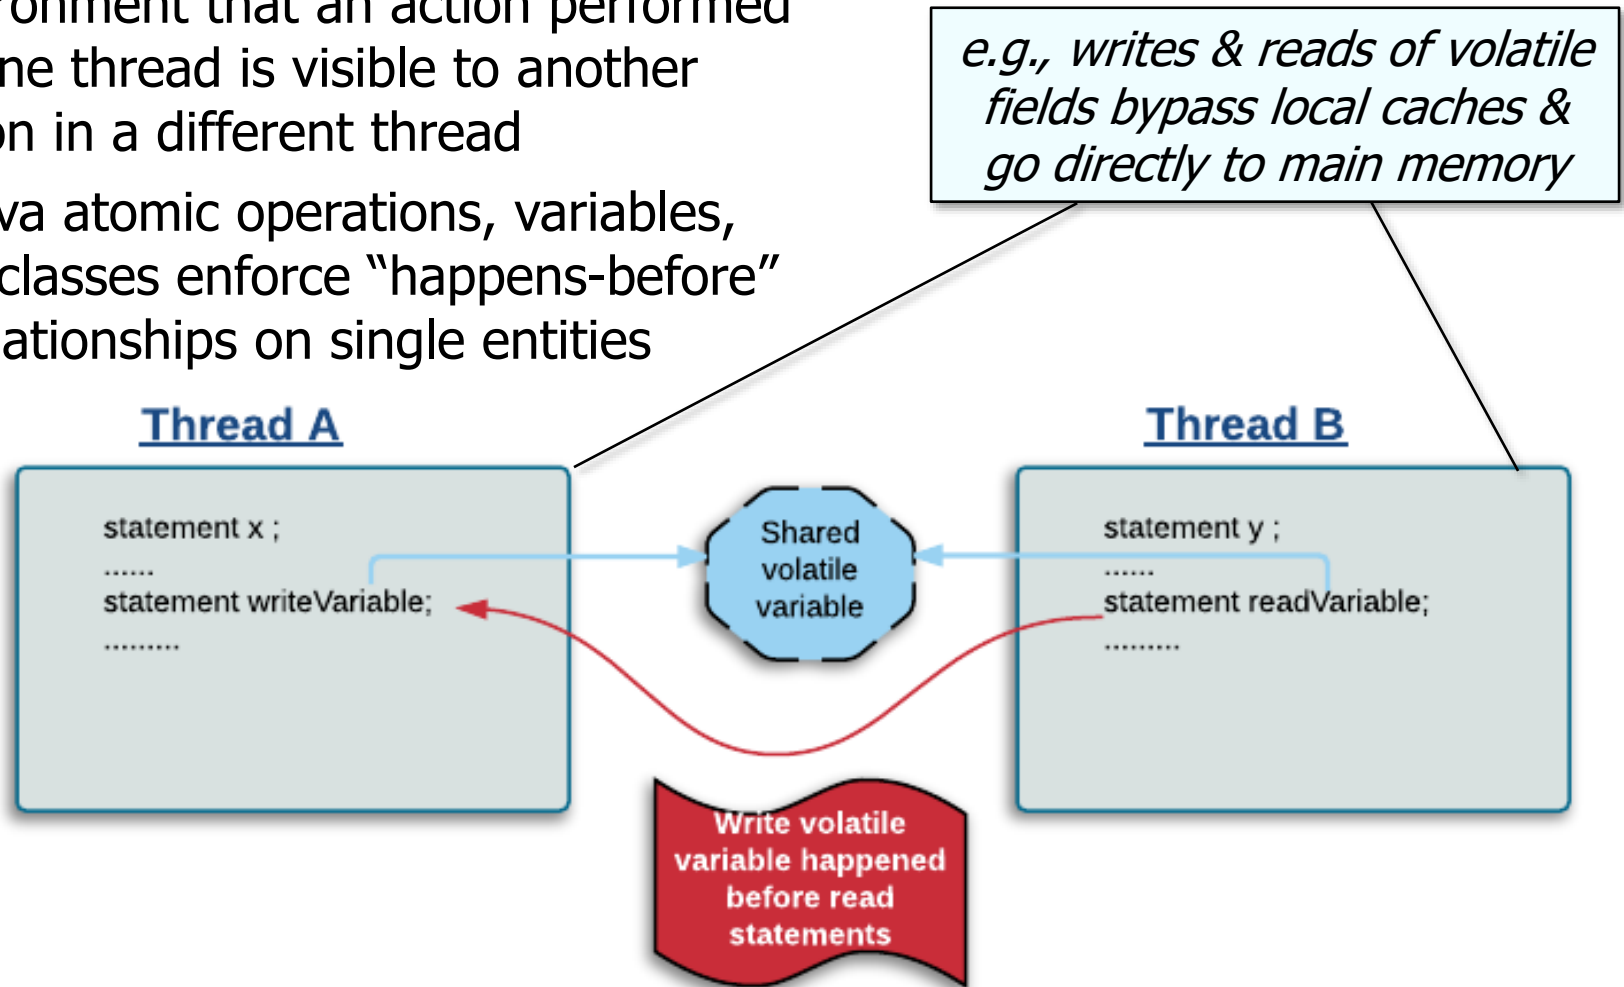 ronment that an action performed
ne thread is visible to another
on in a different thread
va atomic operations, variables,
classes enforce “happens-before”
ationships on single entities
e.g., writes & reads of volatile
fields bypass local caches &
go directly to main memory
Thread A
statement x ;
......
statement writeVariable;
.........
Shared
volatile
variable
Thread B
statement y ;
......
statement readVariable;
.........
Write volatile
variable happened
before read
statements